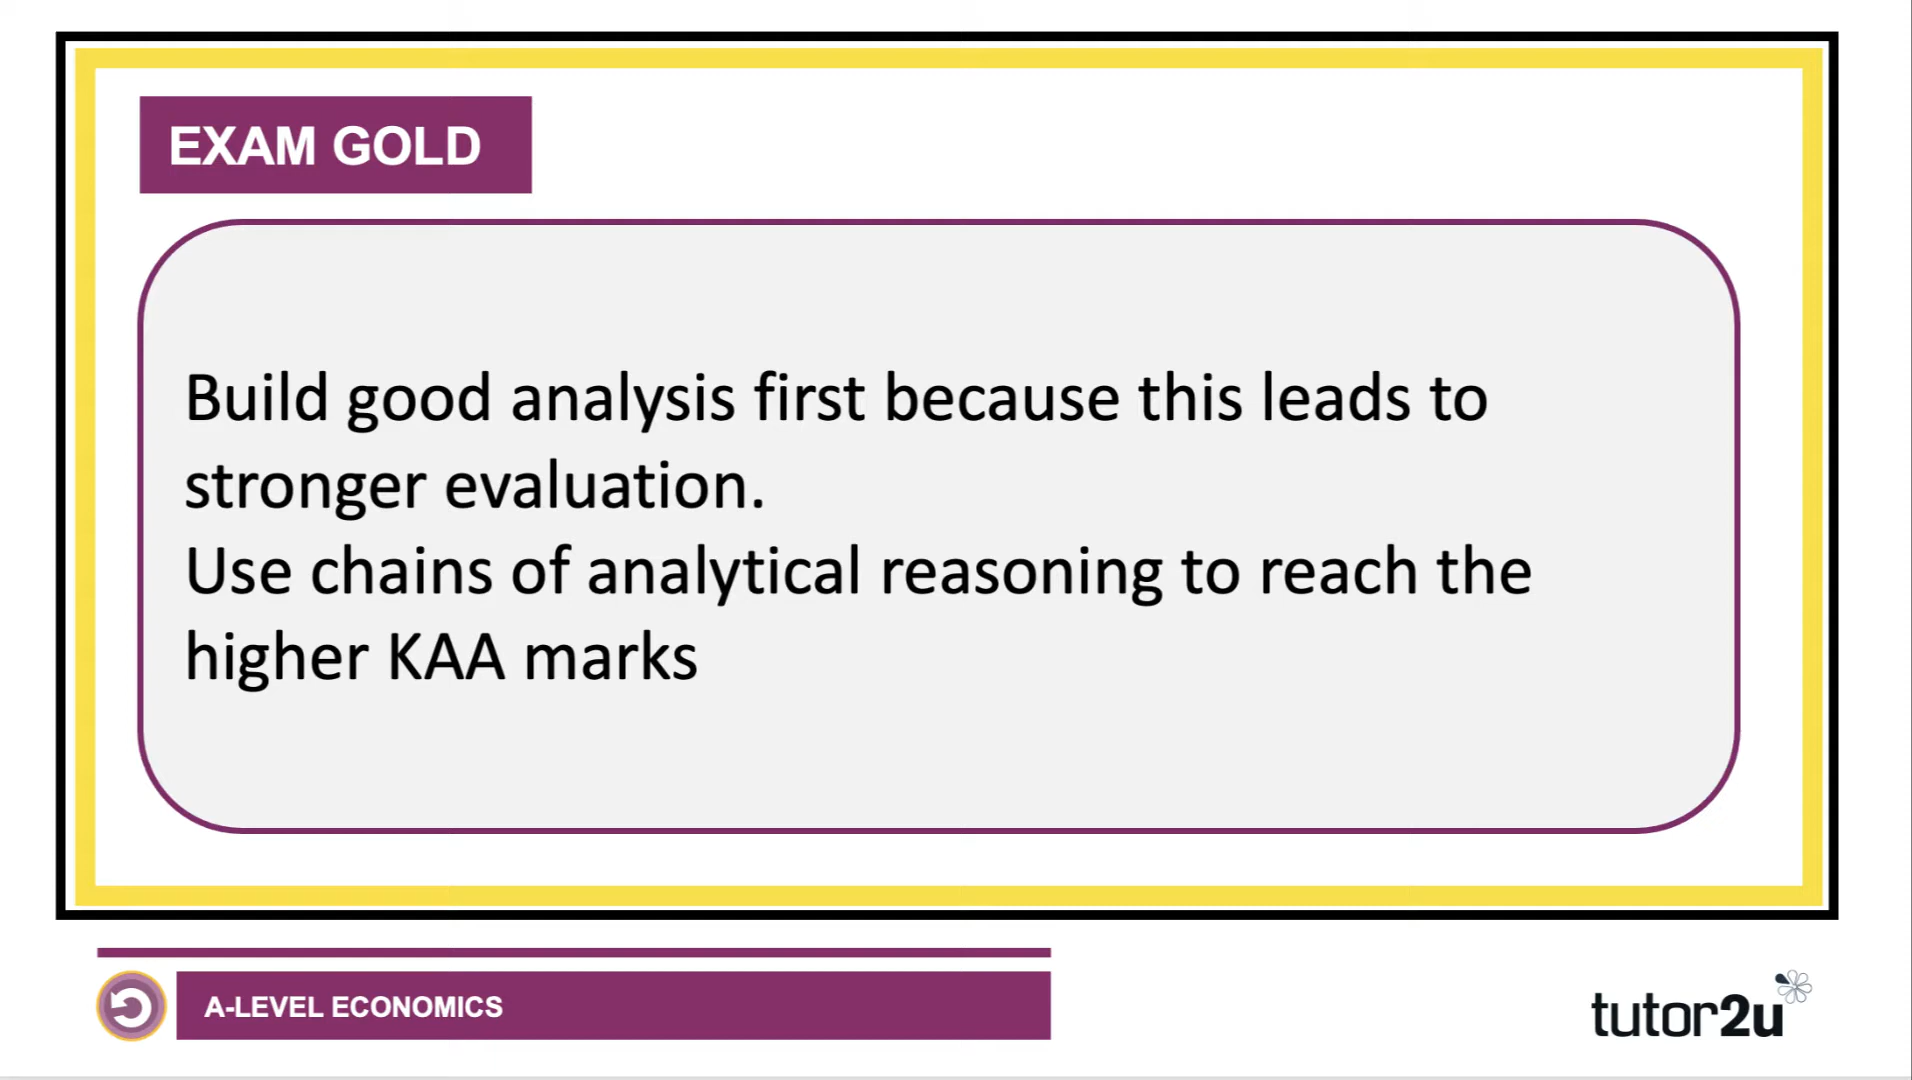 EXAM GOLD
Build good analysis first because this leads to
stronger evaluation.
Use chains of analytical reasoning to reach the
higher KAA marks
A-LEVEL ECONOMICS
tutor2u